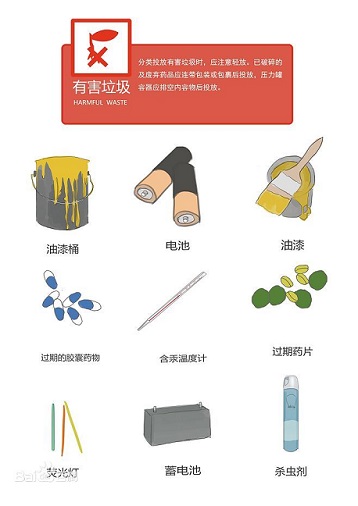 分类投放有害垃圾时，应注意轻放。已破碎的
及废弃药品应连带包装或包裹后投放，压力罐
容器应排空内容物后投放。
有害垃圾
HARMFUL WASTE
油漆桶
电池
油漆
过期的胶囊药物
含汞温度计
过期药片
荧光灯
蓄电池
杀虫剂